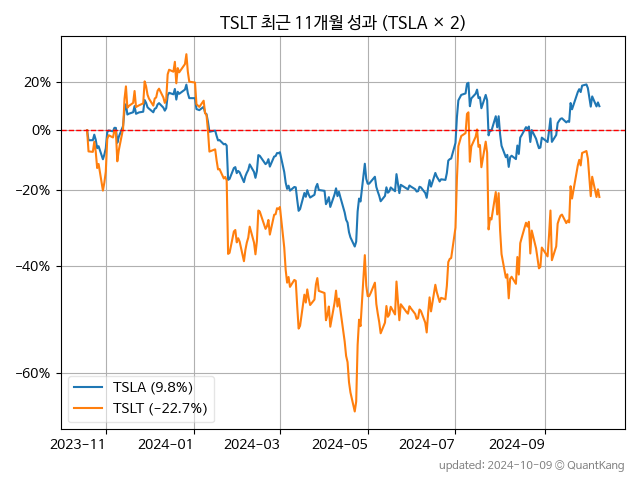 TSLT 최근 11개월 성과 (TSLA × 2)
20%
0%
−20%
−40%
−60%
TSLA (9.8%)
TSLT (−22.7%)
2023−11
2024−01
2024−03
2024−05
2024−07
2024−09
updated: 2024-10-09 © QuantKang